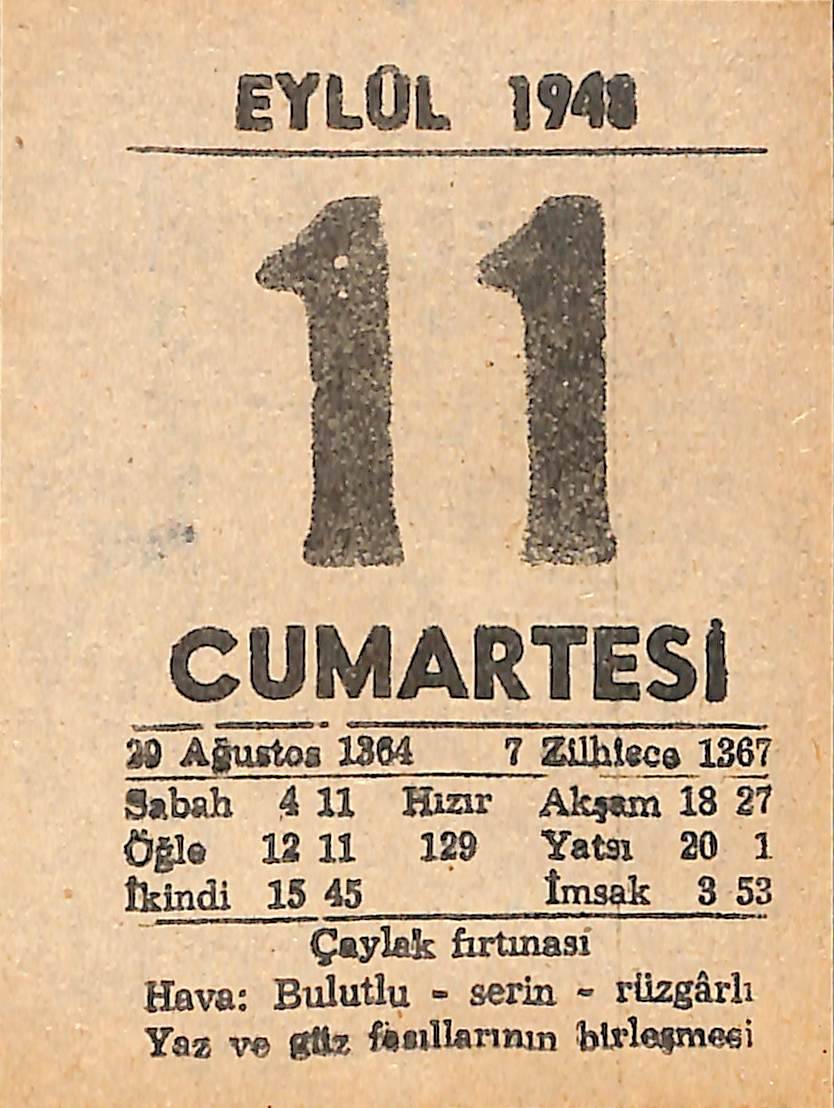 EYLÛL 1948
11
CUMARTESİ
29 Ağustos 1364 7 Zilhicce 1367
Sabah 4 11 Hızır Akşam 18 27
Öğle 12 11 129 Yatsı 20 1
İkindi 15 45 İmsak 3 53
Çaylak fırtınası
Hava: Bulutlu - serin - rüzgârlı
Yaz ve güz fasıllarının birleşmesi